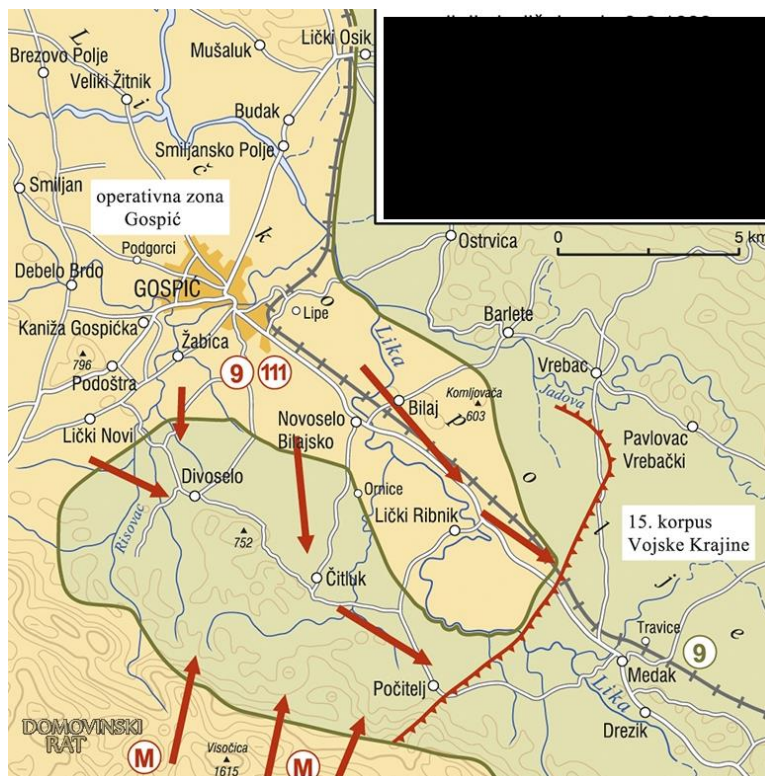 Brezovo Polje
Mušaluk
Lički Osik
Veliki Žitnik
Budak
Smiljansko Polje
Smiljan
operativna zona
Gospić
Ostrvica
0
5 km
Podgorci
Debelo Brdo
GOSPIĆ
Lipe
Lika
Barlete
Kaniža Gospićka
Žabica
796
Podoštra
9
111
Vrebac
Komljovača
603
Jadova
Bilaj
Lički Novi
Novoselo
Bilajsko
Pavlovac
Vrebački
Divoselo
Ornice
Lički Ribnik
15. korpus
Vojske Krajine
Risovac
752
Čitluk
Travice
9
Medak
Počitelj
Lika
Drezik
DOMOVINSKI
RAT
M
Visočica
1615
M
L i č k o p o l j e